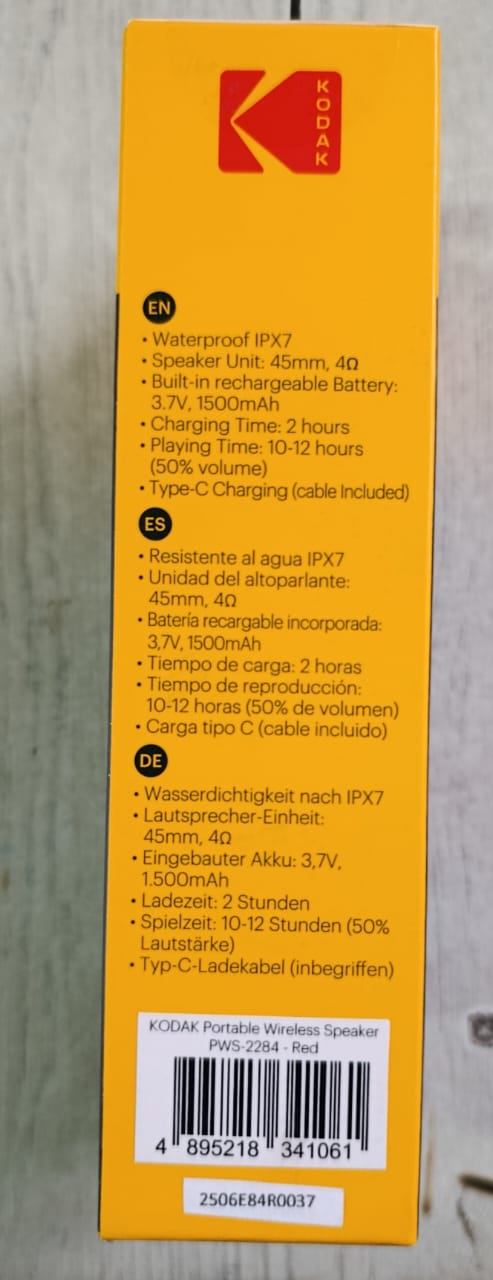 KODAK
EN
• Waterproof IPX7
• Speaker Unit: 45mm, 4Ω
• Built-in rechargeable Battery:
3.7V, 1500mAh
• Charging Time: 2 hours
• Playing Time: 10-12 hours
(50% volume)
• Type-C Charging (cable Included)
ES
• Resistente al agua IPX7
• Unidad del altoparlante:
45mm, 4Ω
• Batería recargable incorporada:
3,7V, 1500mAh
• Tiempo de carga: 2 horas
• Tiempo de reproducción:
10-12 horas (50% de volumen)
• Carga tipo C (cable incluido)
DE
• Wasserdichtigkeit nach IPX7
• Lautsprecher-Einheit:
45mm, 4Ω
• Eingebauter Akku: 3,7V,
1.500mAh
• Ladezeit: 2 Stunden
• Spielzeit: 10-12 Stunden (50%
Lautstärke)
• Typ-C-Ladekabel (inbegriffen)
KODAK Portable Wireless Speaker
PWS-2284 - Red
4 895218 341061
2506E84R0037